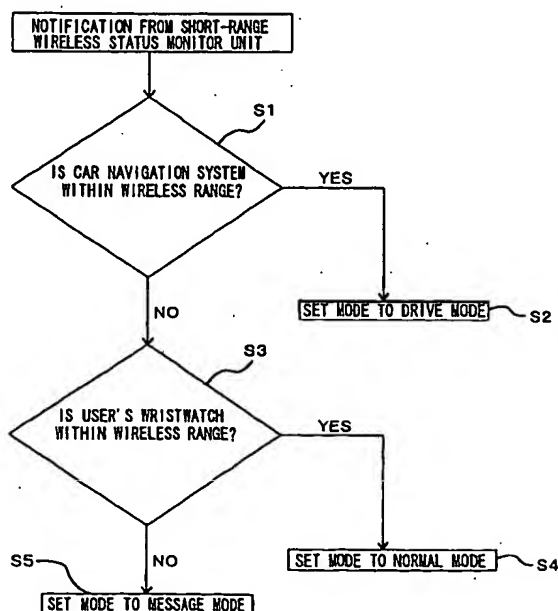 NOTIFICATION FROM SHORT-RANGE
WIRELESS STATUS MONITOR UNIT
S1
IS CAR NAVIGATION SYSTEM
WITHIN WIRELESS RANGE?
YES
NO
SET MODE TO DRIVE MODE
S2
S3
IS USER'S WRISTWATCH
WITHIN WIRELESS RANGE?
YES
NO
SET MODE TO NORMAL MODE
S4
S5
SET MODE TO MESSAGE MODE